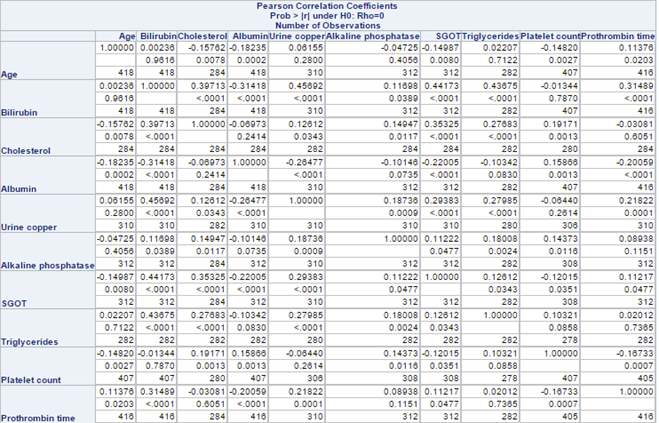 Pearson Correlation Coefficients
Prob > |r| under H0: Rho=0
Number of Observations
Age Bilirubin Cholesterol Albumin Urine copper Alkaline phosphatase SGOT Triglycerides Platelet count Prothrombin time
1.00000 0.00236 -0.15762 -0.18235 0.06155 -0.04725 -0.14987 0.02207 -0.14820 0.11376
0.9616 0.0078 0.0002 0.2800 0.4056 0.0080 0.7122 0.0027 0.0203
Age 418 418 284 418 310 312 312 282 407 416
0.00236 1.00000 0.39713 -0.31418 0.45692 0.11698 0.44173 0.43675 -0.01344 0.31489
0.9616 <.0001 <.0001 <.0001 0.0389 <.0001 <.0001 0.7870 <.0001
Bilirubin 418 418 284 418 310 312 312 282 407 416
-0.15762 0.39713 1.00000 -0.06973 0.12612 0.14947 0.35325 0.27683 0.19171 -0.03081
0.0078 <.0001 0.2414 0.0343 0.0117 <.0001 <.0001 0.0013 0.6051
Cholesterol 284 284 284 284 282 284 284 282 280 284
-0.18235 -0.31418 -0.06973 1.00000 -0.26477 -0.10146 -0.22005 -0.10342 0.15866 -0.20059
0.0002 <.0001 0.2414 <.0001 0.0735 <.0001 0.0830 0.0013 <.0001
Albumin 418 418 284 418 310 312 312 282 407 416
0.06155 0.45692 0.12612 -0.26477 1.00000 0.18736 0.29383 0.27985 -0.06440 0.21822
0.2800 <.0001 0.0343 <.0001 0.0009 <.0001 <.0001 0.2614 0.0001
Urine copper 310 310 282 310 310 310 310 280 306 310
-0.04725 0.11698 0.14947 -0.10146 0.18736 1.00000 0.11222 0.18008 0.14373 0.08938
0.4056 0.0389 0.0117 0.0735 0.0009 0.0477 0.0024 0.0116 0.1151
Alkaline phosphatase 312 312 284 312 310 312 312 282 308 312
-0.14987 0.44173 0.35325 -0.22005 0.29383 0.11222 1.00000 0.12612 -0.12015 0.11217
0.0080 <.0001 <.0001 <.0001 <.0001 0.0477 0.0343 0.0351 0.0477
SGOT 312 312 284 312 310 312 312 282 308 312
0.02207 0.43675 0.27683 -0.10342 0.27985 0.18008 0.12612 1.00000 0.10321 0.02012
0.7122 <.0001 <.0001 0.0830 <.0001 0.0024 0.0343 0.0858 0.7365
Triglycerides 282 282 282 282 280 282 282 282 278 282
-0.14820 -0.01344 0.19171 0.15866 -0.06440 0.14373 -0.12015 0.10321 1.00000 -0.16733
0.0027 0.7870 0.0013 0.0013 0.2614 0.0116 0.0351 0.0858 0.0007
Platelet count 407 407 280 407 306 308 308 278 407 405
0.11376 0.31489 -0.03081 -0.20059 0.21822 0.08938 0.11217 0.02012 -0.16733 1.00000
0.0203 <.0001 0.6051 <.0001 0.0001 0.1151 0.0477 0.7365 0.0007
Prothrombin time 416 416 284 416 310 312 312 282 405 416